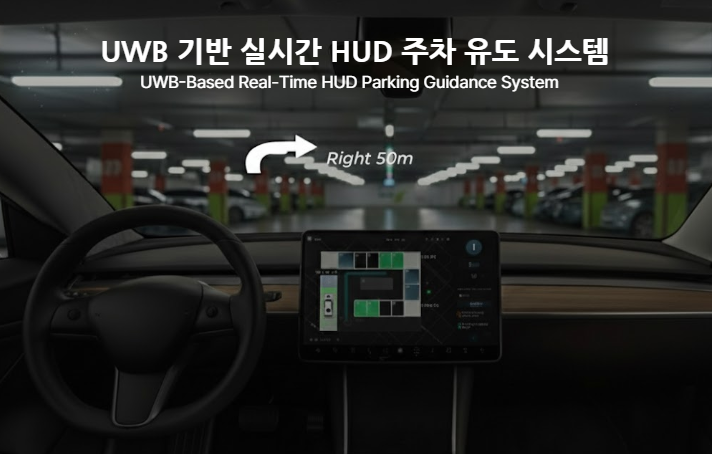 UWB 기반 실시간 HUD 주차 유도 시스템
UWB-Based Real-Time HUD Parking Guidance System
Right 50m